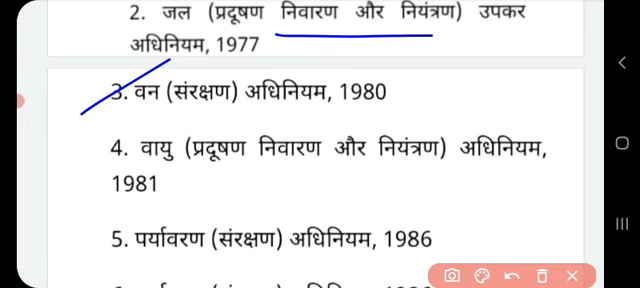 2. जल (प्रदूषण निवारण और नियंत्रण) उपकर
अधिनियम, 1977
3. वन (संरक्षण) अधिनियम, 1980
4. वायु (प्रदूषण निवारण और नियंत्रण) अधिनियम,
1981
5. पर्यावरण (संरक्षण) अधिनियम, 1986